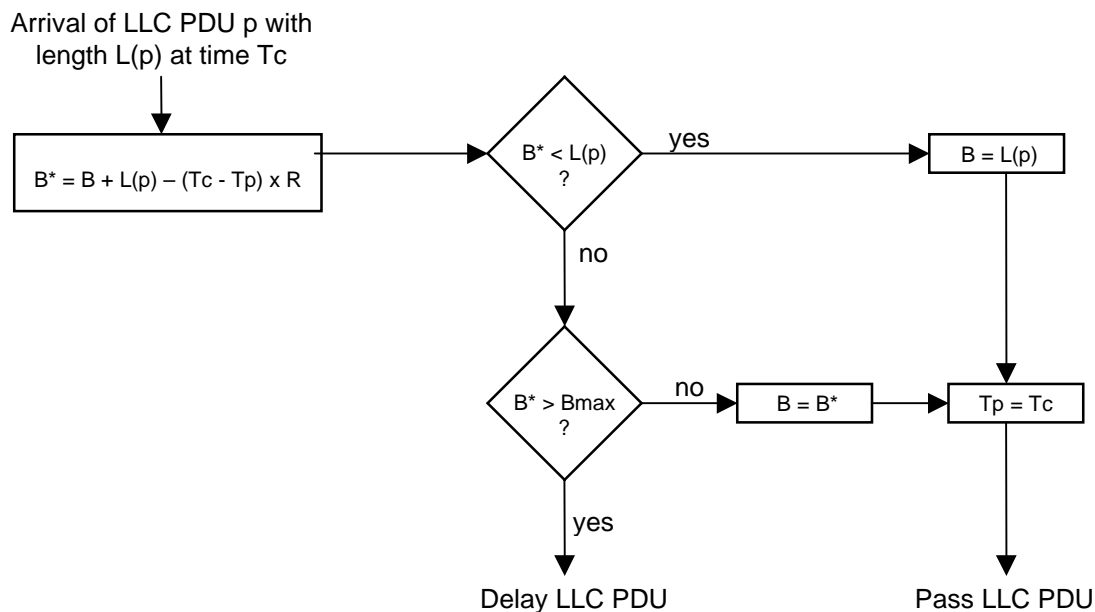 Arrival of LLC PDU p with
length L(p) at time Tc
B* = B + L(p) – (Tc - Tp) x R
B* < L(p)
?
yes
B = L(p)
no
B* > Bmax
?
no
B = B*
Tp = Tc
yes
Delay LLC PDU
Pass LLC PDU